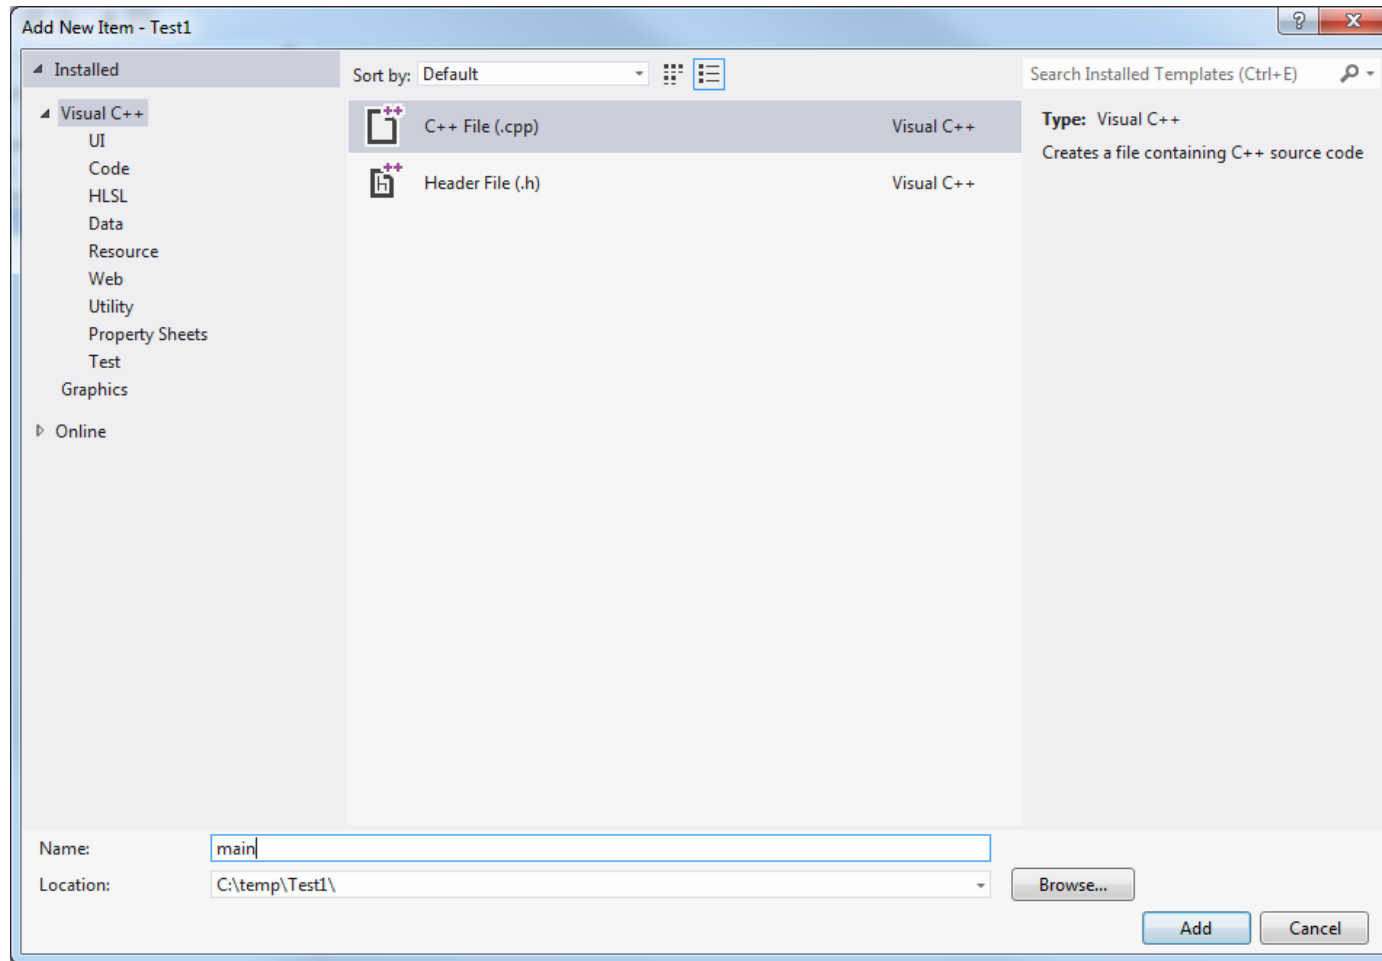 Add New Item - Test1
Installed
Sort by: Default
Search Installed Templates (Ctrl+E)
Visual C++
UI
Code
HLSL
Data
Resource
Web
Utility
Property Sheets
Test
Graphics
Online
C++ File (.cpp) Visual C++
Header File (.h) Visual C++
Type: Visual C++
Creates a file containing C++ source code
Name: main
Location: C:\temp\Test1\
Browse...
Add Cancel